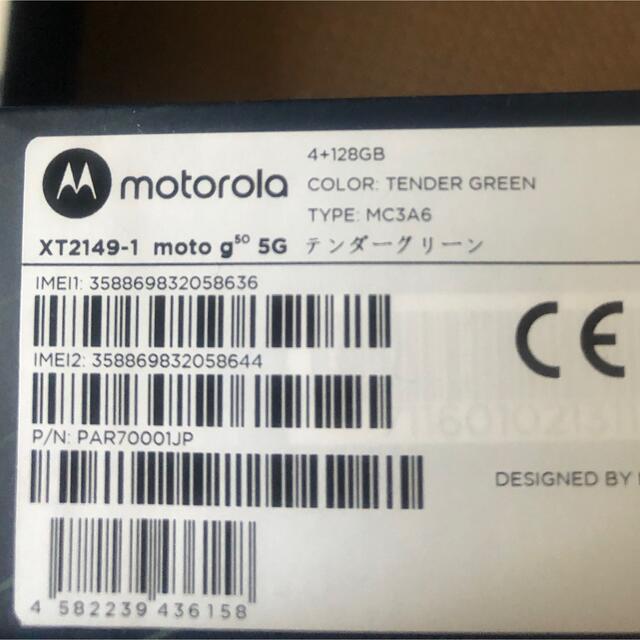 motorola
4+128GB
COLOR: TENDER GREEN
TYPE: MC3A6
XT2149-1 moto g50 5G テンダーグリーン
IMEI1: 358869832058636
IMEI2: 358869832058644
P/N: PAR70001JP
CE
DESIGNED BY
4 582239 436158